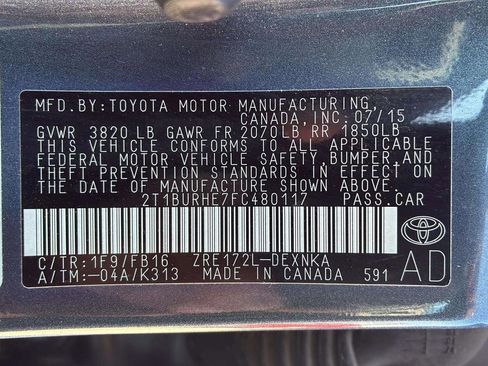 MFD.BY:TOYOTA MOTOR MANUFACTURING,
CANADA,INC.07/15
GVWR 3820LB GAWR FR 2070LB RR 1850LB
THIS VEHICLE CONFORMS TO ALL APPLICABLE
FEDERAL MOTOR VEHICLE SAFETY,BUMPER,AND
THEFT PREVENTION STANDARDS IN EFFECT ON
THE DATE OF MANUFACTURE SHOWN ABOVE.
2T1BURHE7FC480117 PASS.CAR
C/TR:1F9/FB16 ZRE172L-DEXNKA
A/TM:-04A/K313 MADE IN CANADA 591
AD